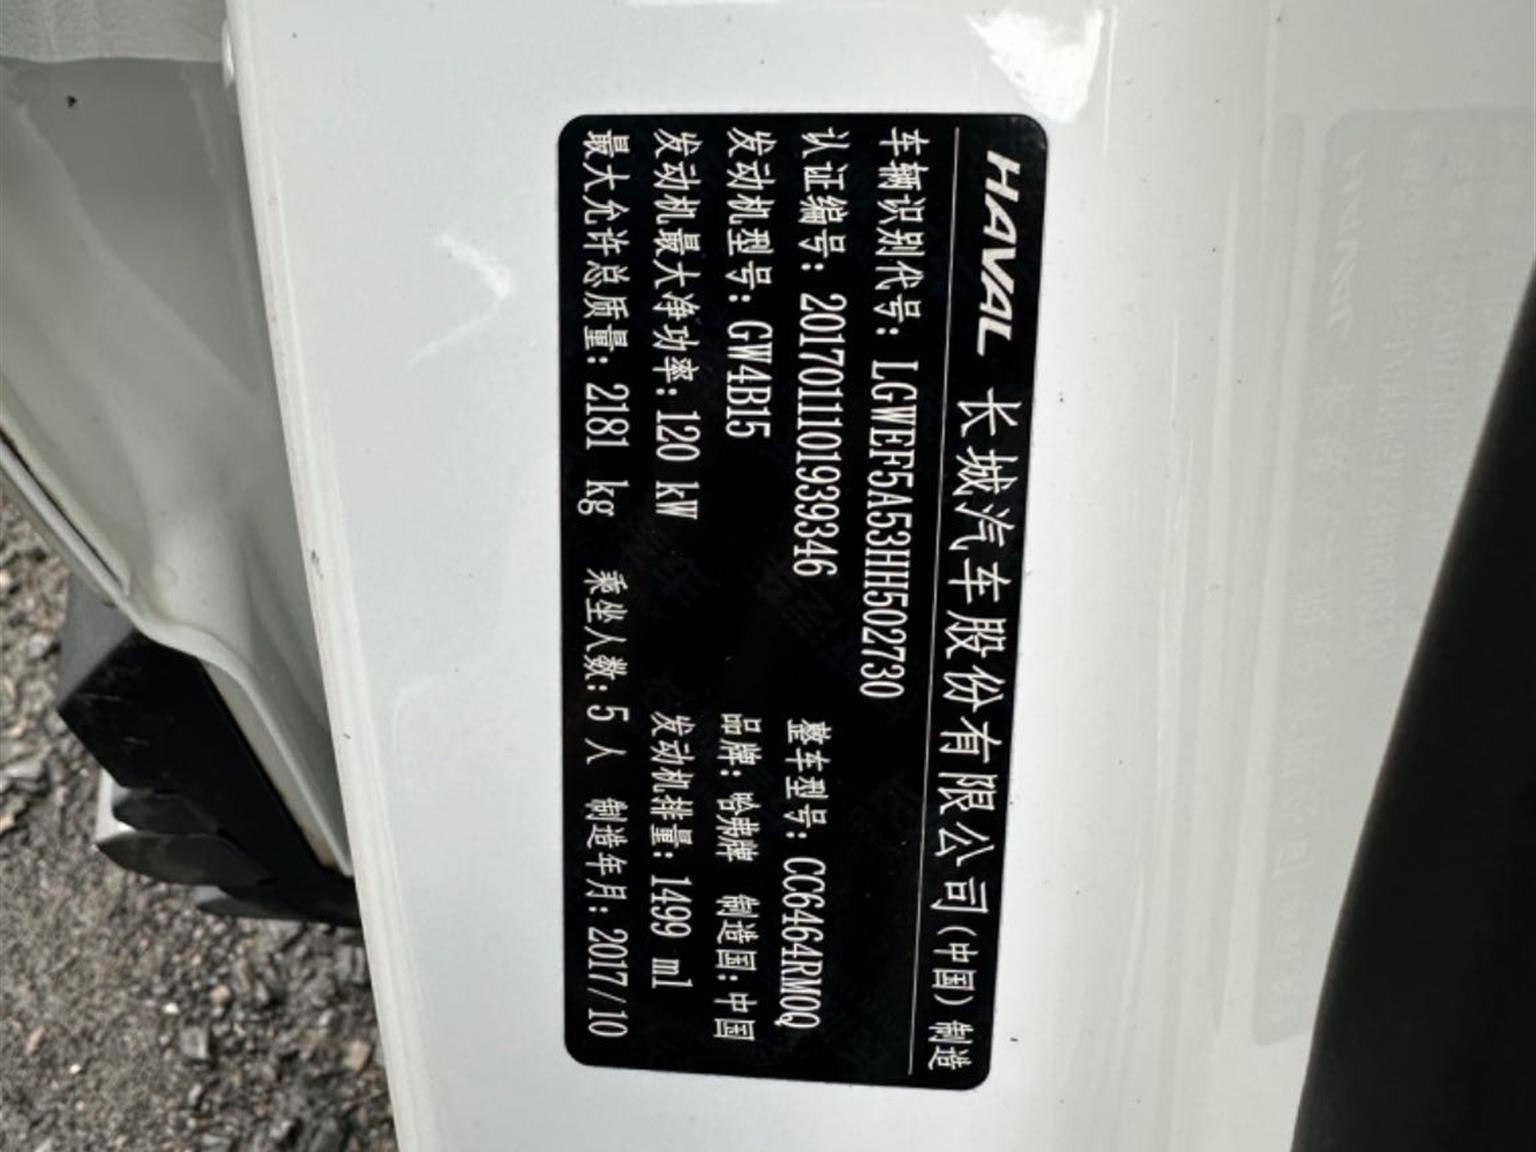 HAVAL 长城汽车股份有限公司(中国)制造
车辆识别代号：LGWEF5A53HH502730
认证编号：2017011101939346 整车型号：CC6464RM0Q
发动机型号：GW4B15 品牌：哈弗牌 制造国：中国
发动机最大净功率：120 kW 发动机排量：1499 ml
最大允许总质量：2181 kg 乘坐人数：5 人 制造年月：2017/10